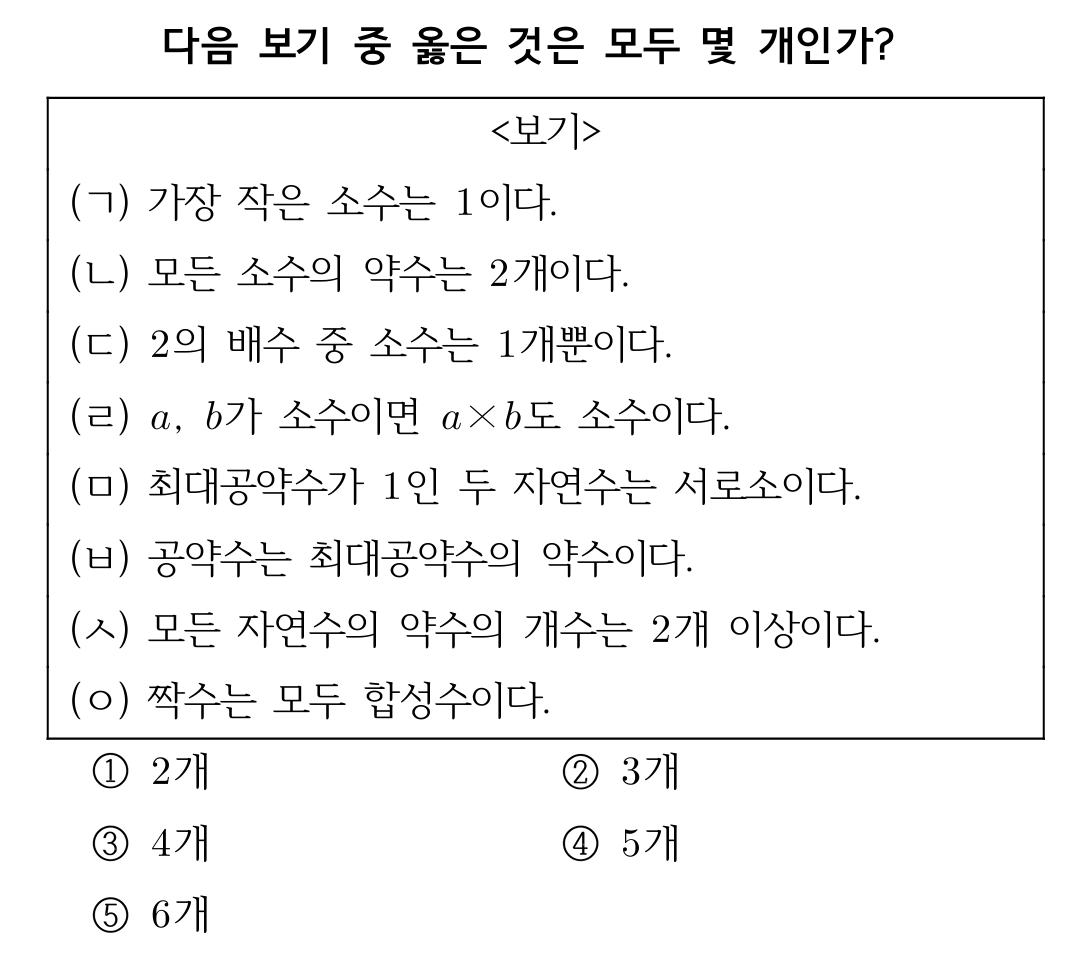 다음 보기 중 옳은 것은 모두 몇 개인가?
<보기>
(ㄱ) 가장 작은 소수는 1이다.
(ㄴ) 모든 소수의 약수는 2개이다.
(ㄷ) 2의 배수 중 소수는 1개뿐이다.
(ㄹ) a, b가 소수이면 a×b도 소수이다.
(ㅁ) 최대공약수가 1인 두 자연수는 서로소이다.
(ㅂ) 공약수는 최대공약수의 약수이다.
(ㅅ) 모든 자연수의 약수의 개수는 2개 이상이다.
(ㅇ) 짝수는 모두 합성수이다.
① 2개 ② 3개
③ 4개 ④ 5개
⑤ 6개